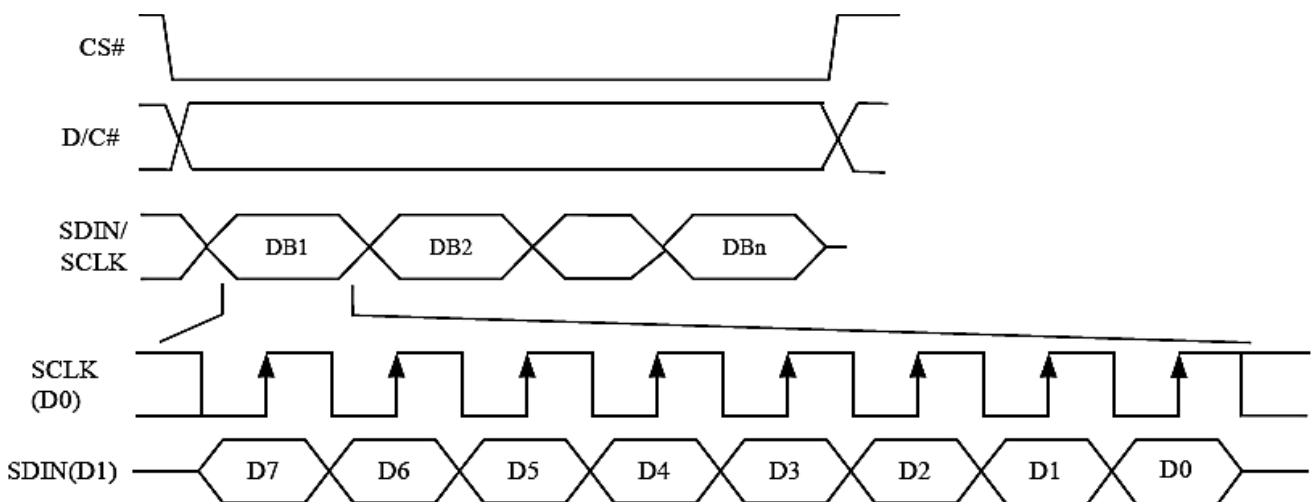 CS#
D/C#
SDIN/
SCLK
DB1 DB2 DBn
SCLK
(D0)
SDIN(D1) D7 D6 D5 D4 D3 D2 D1 D0